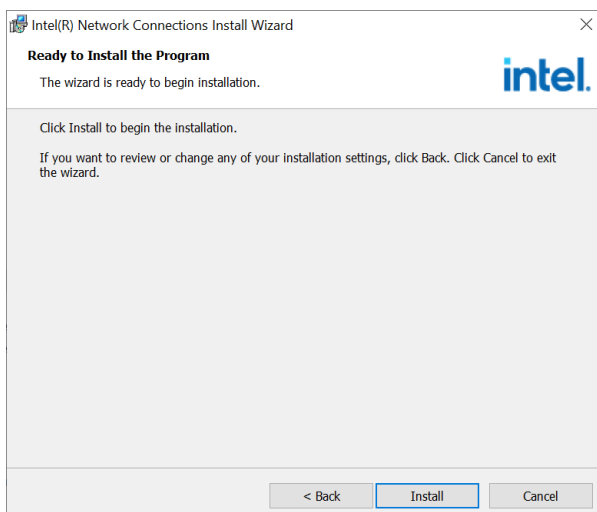 Intel(R) Network Connections Install Wizard
Ready to Install the Program
The wizard is ready to begin installation.
intel.
Click Install to begin the installation.
If you want to review or change any of your installation settings, click Back. Click Cancel to exit
the wizard.
< Back
Install
Cancel